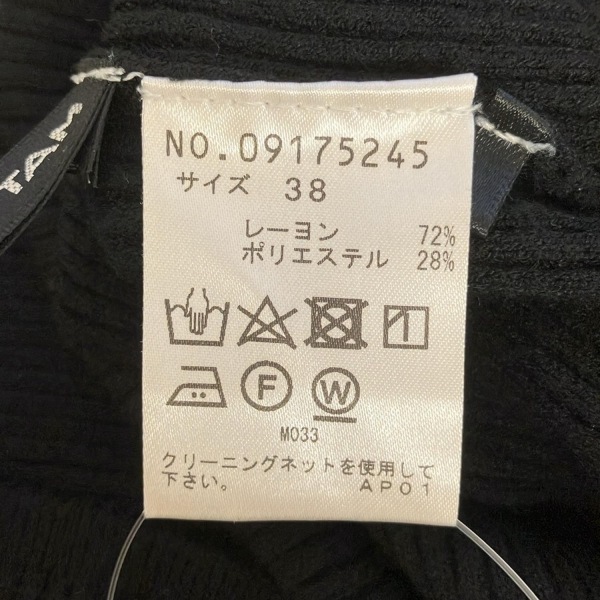 NO.09175245
サイズ 38
レーヨン 72%
ポリエステル 28%
F W
M033
クリーニングネットを使用して
下さい。 AP01
TAN